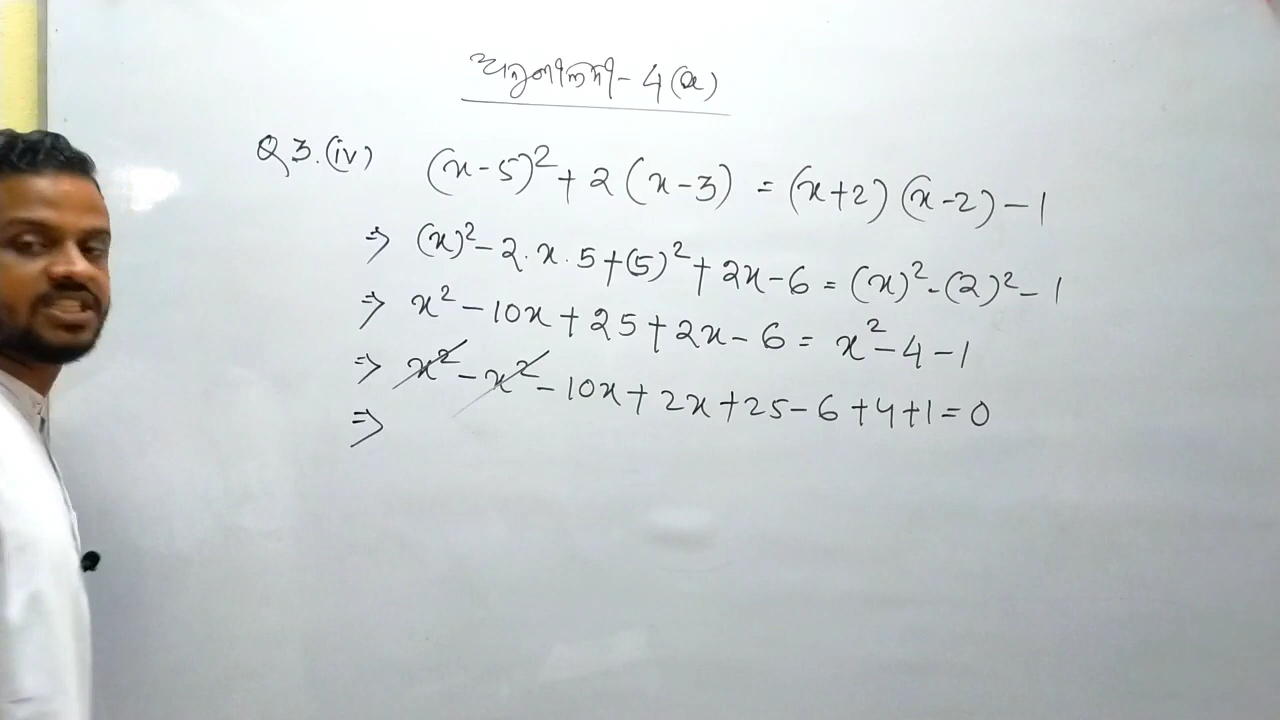 অনুশীলনী - 4 (a)
Q 3. (iv) (x-5)² + 2 (x-3) = (x+2) (x-2) - 1
⇒ (x)² - 2. x . 5 + (5)² + 2x - 6 = (x)² - (2)² - 1
⇒ x² - 10x + 25 + 2x - 6 = x² - 4 - 1
⇒ x² - x² - 10x + 2x + 25 - 6 + 4 + 1 = 0
⇒